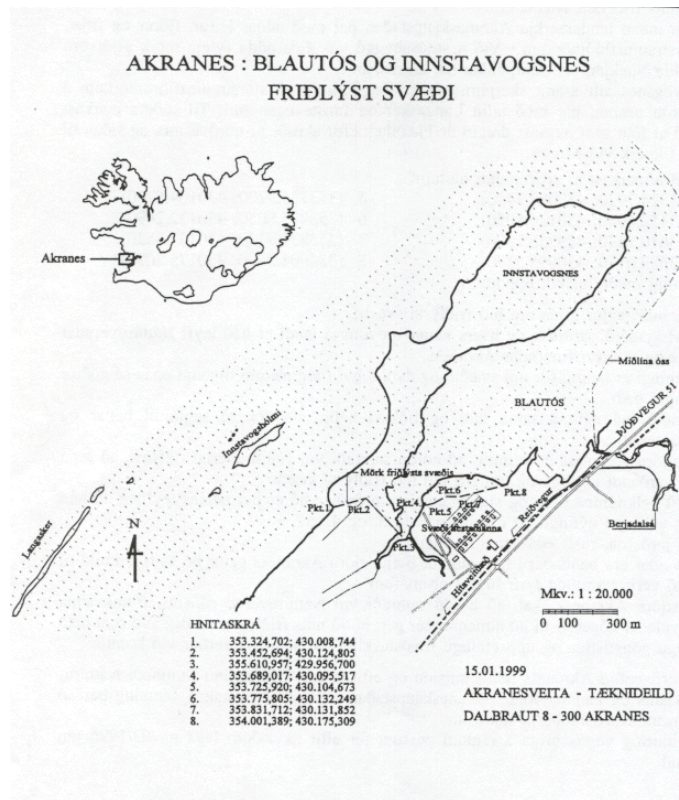 AKRANES : BLAUTÓS OG INNSTAVOGSNES
FRIÐLÝST SVÆÐI
Akranes
INNSTAVOGSNES
Miðlína óss
BLAUTÓS
ÞJÓÐVEGUR 51
Innstavogshólmi
Mörk friðlýsts svæðis
Pkt.1
Pkt.2
Pkt.3
Pkt.4
Pkt.5
Pkt.6
Pkt.8
Svæði hestamanna
Reiðvegur
Hitaveituæð
Berjadalsá
Langasker
N
Mkv.: 1 : 20.000
0 100 300 m
HNITASKRÁ
1. 353.324,702; 430.008,744
2. 353.452,694; 430.124,805
3. 355.610,957; 429.956,700
4. 353.689,017; 430.095,517
5. 353.725,920; 430.104,673
6. 353.775,805; 430.132,249
7. 353.831,712; 430.131,852
8. 354.001,389; 430.175,309
15.01.1999
AKRANESVEITA - TÆKNIDEILD
DALBRAUT 8 - 300 AKRANES